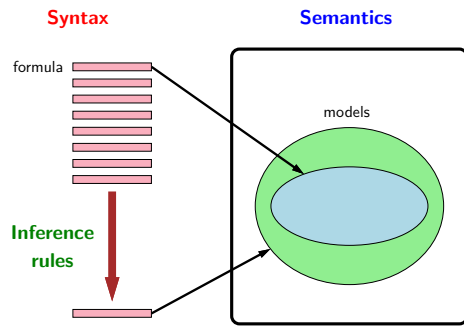 Syntax
Semantics
formula
models
Inference
rules